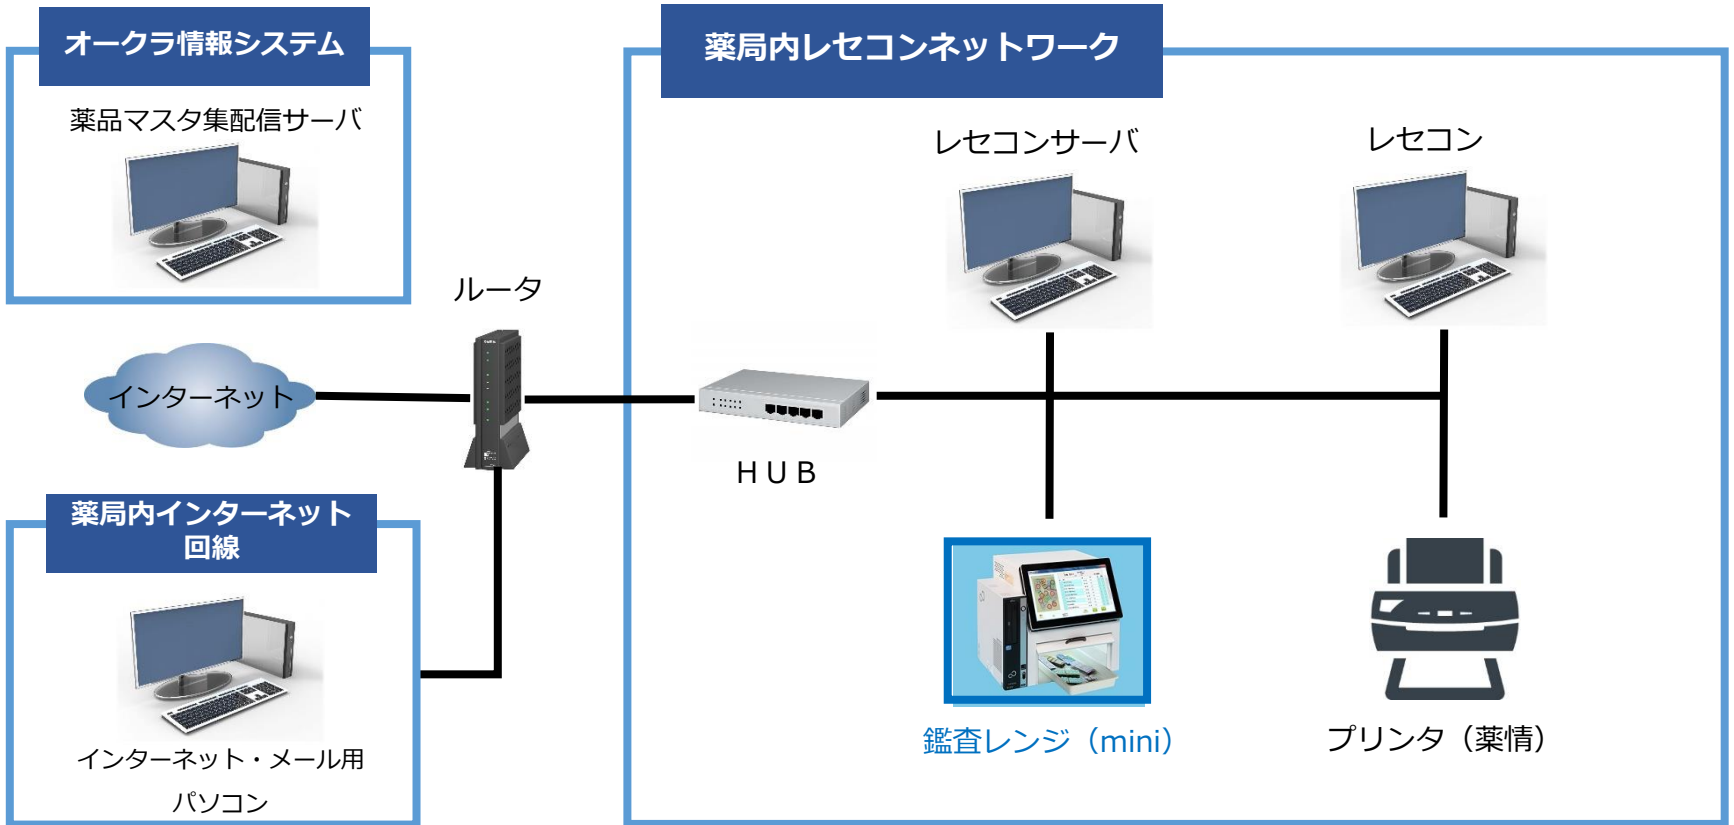 オークラ情報システム
薬品マスタ集配信サーバ
薬局内レセコンネットワーク
レセコンサーバ
レセコン
ルータ
インターネット
ＨＵＢ
薬局内インターネット
回線
インターネット・メール用
パソコン
鑑査レンジ（mini）
プリンタ（薬情）